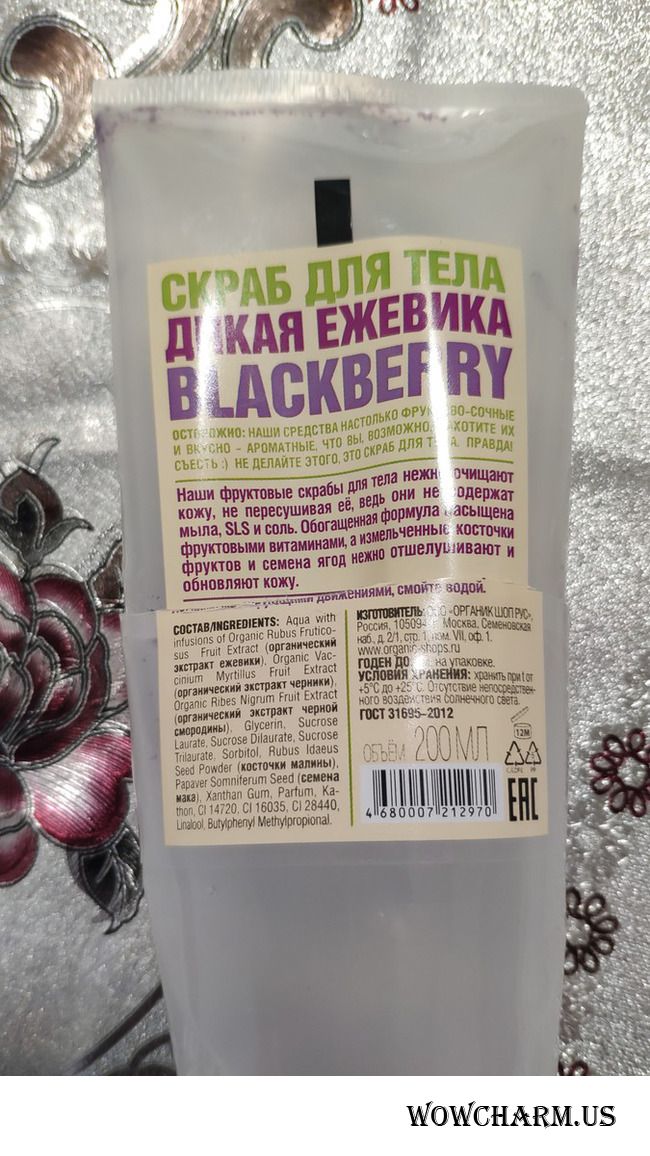 СКРАБ ДЛЯ ТЕЛА
ДИКАЯ ЕЖЕВИКА
BLACKBERRY
ОСТОРОЖНО: НАШИ СРЕДСТВА НАСТОЛЬКО ФРУКТОВО-СОЧНЫЕ
И ВКУСНО - АРОМАТНЫЕ, ЧТО ВЫ, ВОЗМОЖНО, ЗАХОТИТЕ ИХ
СЪЕСТЬ :) НЕ ДЕЛАЙТЕ ЭТОГО, ЭТО СКРАБ ДЛЯ ТЕЛА. ПРАВДА!
Наши фруктовые скрабы для тела нежно очищают
кожу, не пересушивая её, ведь они не содержат
мыла, SLS и соль. Обогащенная формула насыщена
фруктовыми витаминами, а измельченные косточки
фруктов и семена ягод нежно отшелушивают и
обновляют кожу.
движениями, смойте водой.
СОСТАВ/INGREDIENTS: Aqua with
infusions of Organic Rubus Frutico-
sus Fruit Extract (органический
экстракт ежевики), Organic Vac-
cinium Myrtillus Fruit Extract
(органический экстракт черники),
Organic Ribes Nigrum Fruit Extract
(органический экстракт черной
смородины), Glycerin, Sucrose
Laurate, Sucrose Dilaurate, Sucrose
Trilaurate, Sorbitol, Rubus Idaeus
Seed Powder (косточки малины),
Papaver Somniferum Seed (семена
мака), Xanthan Gum, Parfum, Ka-
thon, CI 14720, CI 16035, CI 28440,
Linalool, Butylphenyl Methylpropional.
ИЗГОТОВИТЕЛЬ: ООО «ОРГАНИК ШОП РУС»,
Россия, 10509 Москва, Семеновская
наб., д. 2/1, стр. 1, ком. VII, оф. 1.
www.organic-shops.ru
ГОДЕН ДО: на упаковке.
УСЛОВИЯ ХРАНЕНИЯ: хранить при t от
+5°C до +25°C. Отсутствие непосредствен-
ного воздействия солнечного света.
ГОСТ 31695-2012
12M
ОБЪЁМ 200 МЛ
PP
4 680007 212970
EAC
WOWCHARM.US